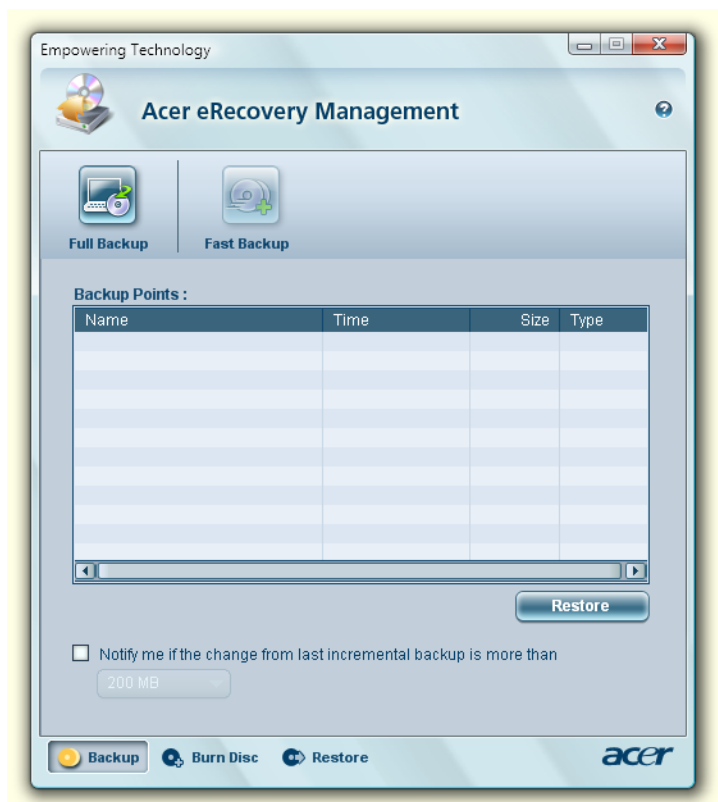 Empowering Technology
Acer eRecovery Management
Full Backup
Fast Backup
Backup Points :
Name Time Size Type
Restore
Notify me if the change from last incremental backup is more than
200 MB
Backup Burn Disc Restore acer